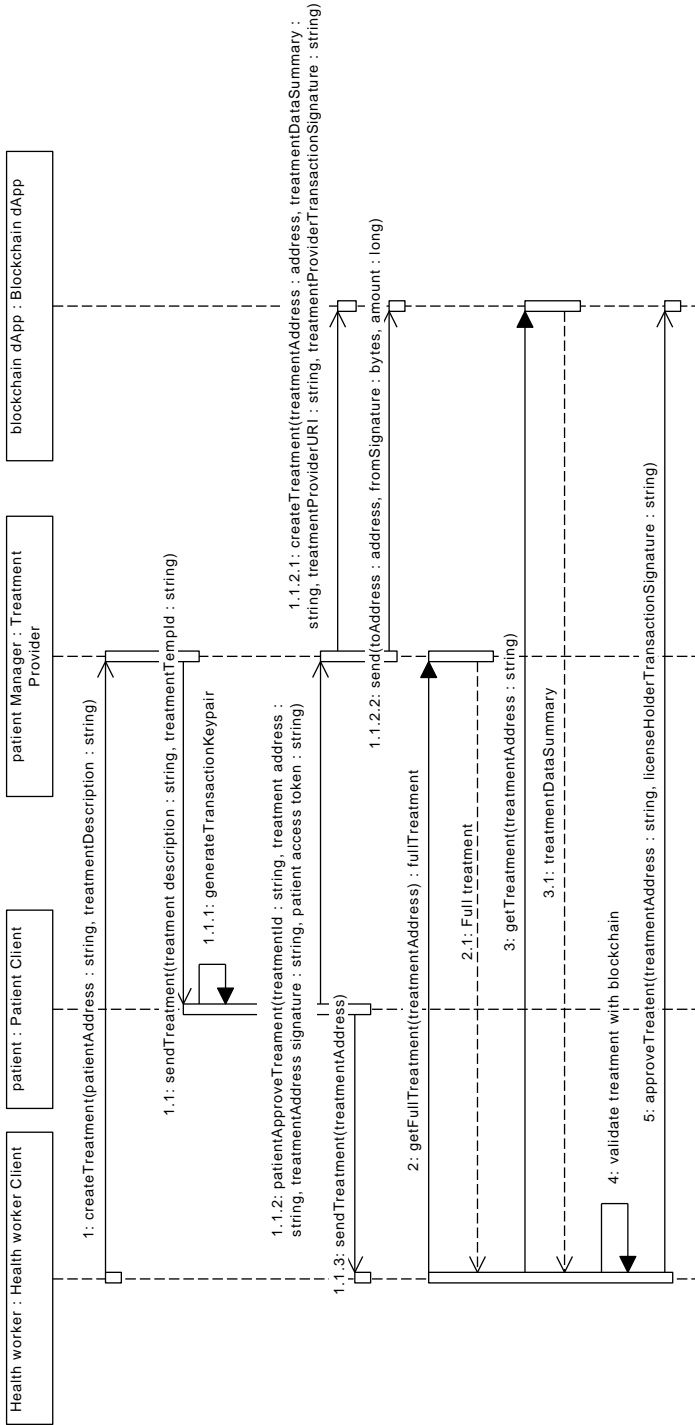 Health worker : Health worker Client
patient : Patient Client
patient Manager : Treatment
Provider
blockchain dApp : Blockchain dApp
1: createTreatment(patientAddress : string, treatmentDescription : string)
1.1: sendTreatment(treatment description : string, treatmentTempId : string)
1.1.1: generateTransactionKeypair
1.1.2: patientApproveTreament(treatmentId : string, treatment address :
string, treatmentAddress signature : string, patient access token : string)
1.1.2.1: createTreatment(treatmentAddress : address, treatmentDataSummary :
string, treatmentProviderURI : string, treatmentProviderTransactionSignature : string)
1.1.3: sendTreatment(treatmentAddress)
1.1.2.2: send(toAddress : address, fromSignature : bytes, amount : long)
2: getFullTreatment(treatmentAddress) : fullTreatment
2.1: Full treatment
3: getTreatment(treatmentAddress : string)
3.1: treatmentDataSummary
4: validate treatment with blockchain
5: approveTreatent(treatmentAddress : string, licenseHolderTransactionSignature : string)